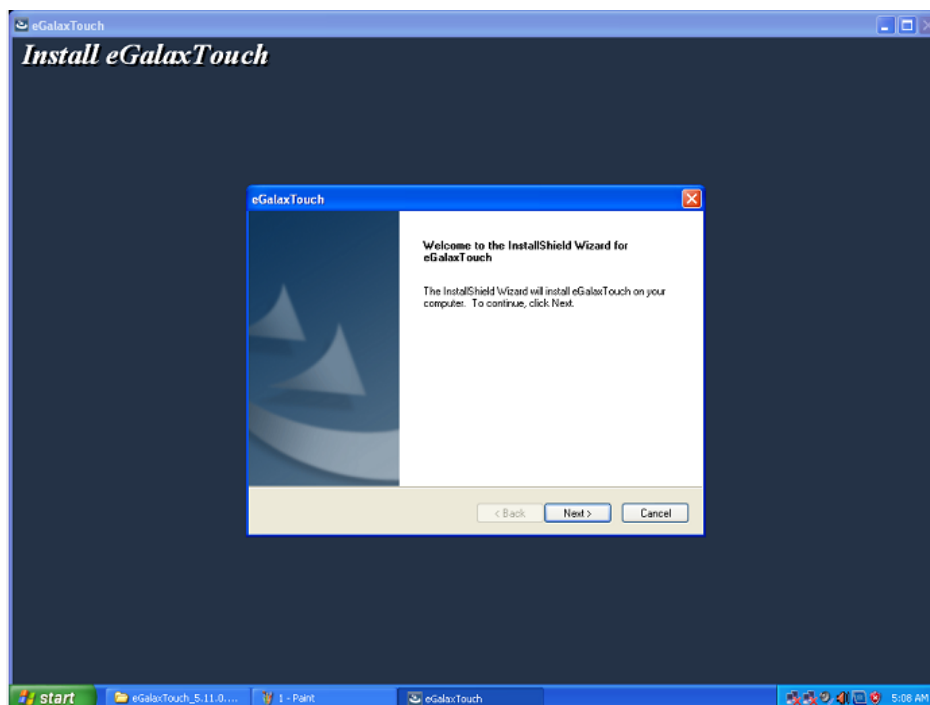 eGalaxTouch
Install eGalaxTouch
eGalaxTouch
Welcome to the InstallShield Wizard for
eGalaxTouch
The InstallShield Wizard will install eGalaxTouch on your
computer. To continue, click Next.
< Back
Next >
Cancel
start
eGalaxTouch_5.11.0....
1 - Paint
eGalaxTouch
5:08 AM